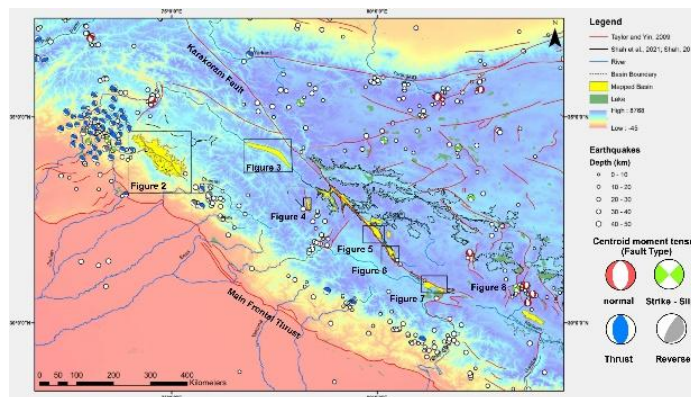 N
Karakoram Fault
Figure 2
Figure 3
Figure 4
Figure 5
Figure 6
Figure 7
Figure 8
Main Frontal Thrust
0 50 100 200 300 400
Kilometers
Legend
Taylor and Yin, 2009
Shah et al., 2021, Shah, 20
River
Basin Boundary
Mapped Basin
Lake
High : 8768
Low : -45
Earthquakes
Depth (km)
0 - 10
10 - 20
20 - 30
30 - 40
40 - 50
Centroid moment tens
(Fault Type)
normal
Strike - Sli
Thrust
Reverse